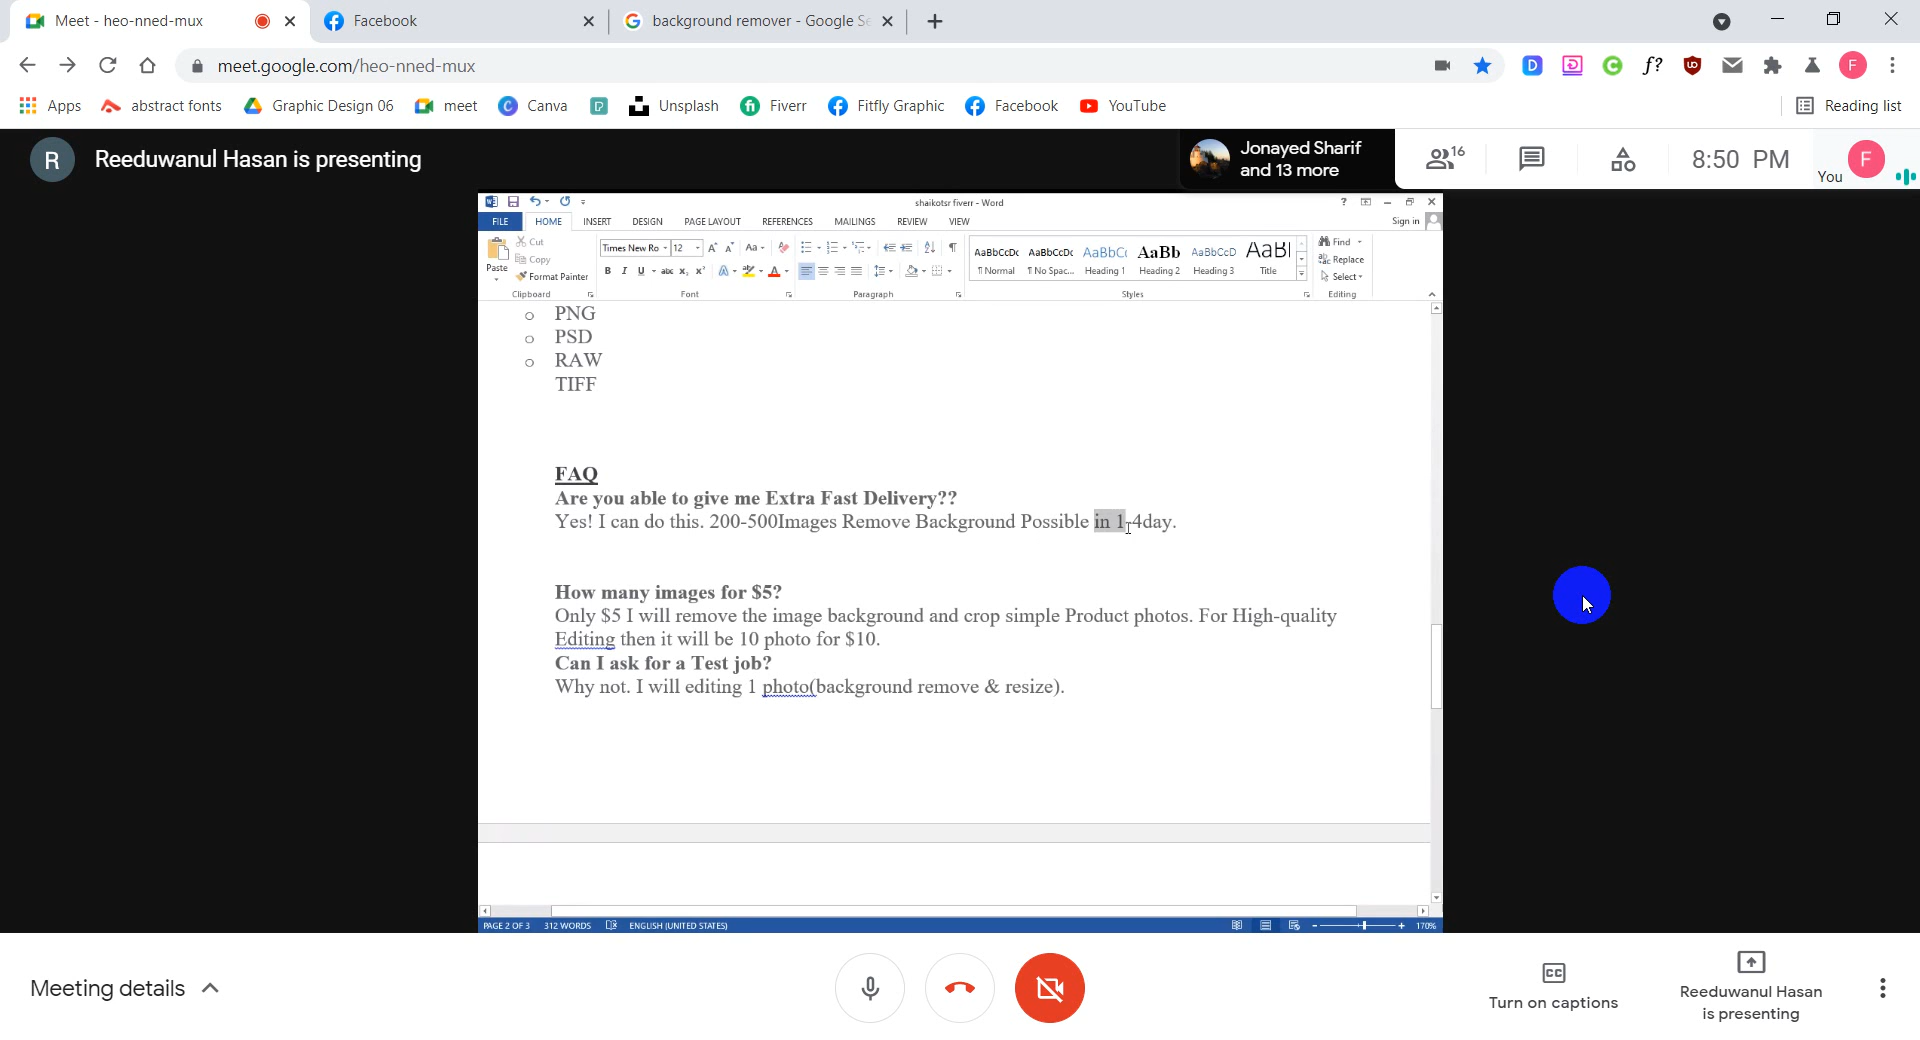 Meet - heo-nned-mux
Facebook
background remover - Google Se
meet.google.com/heo-nned-mux
f?
F
Apps
abstract fonts
Graphic Design 06
meet
Canva
Unsplash
Fiverr
Fitfly Graphic
Facebook
YouTube
Reading list
R
Reeduwanul Hasan is presenting
Jonayed Sharif
and 13 more
16
8:50 PM
You
F
shaikotsr fiverr - Word
FILE
HOME
INSERT
DESIGN
PAGE LAYOUT
REFERENCES
MAILINGS
REVIEW
VIEW
Sign in
Paste
Cut
Copy
Format Painter
Clipboard
Times New Ro
12
Font
Paragraph
AaBbCcDc
¶ Normal
AaBbCcDc
¶ No Spac...
AaBbC
Heading 1
AaBb
Heading 2
AaBbCcD
Heading 3
AaBl
Title
Styles
Find
Replace
Select
Editing
o PNG
o PSD
o RAW
TIFF
FAQ
Are you able to give me Extra Fast Delivery??
Yes! I can do this. 200-500Images Remove Background Possible in 1-4day.
How many images for $5?
Only $5 I will remove the image background and crop simple Product photos. For High-quality
Editing then it will be 10 photo for $10.
Can I ask for a Test job?
Why not. I will editing 1 photo(background remove & resize).
PAGE 2 OF 3
312 WORDS
ENGLISH (UNITED STATES)
170%
Meeting details
Turn on captions
Reeduwanul Hasan
is presenting